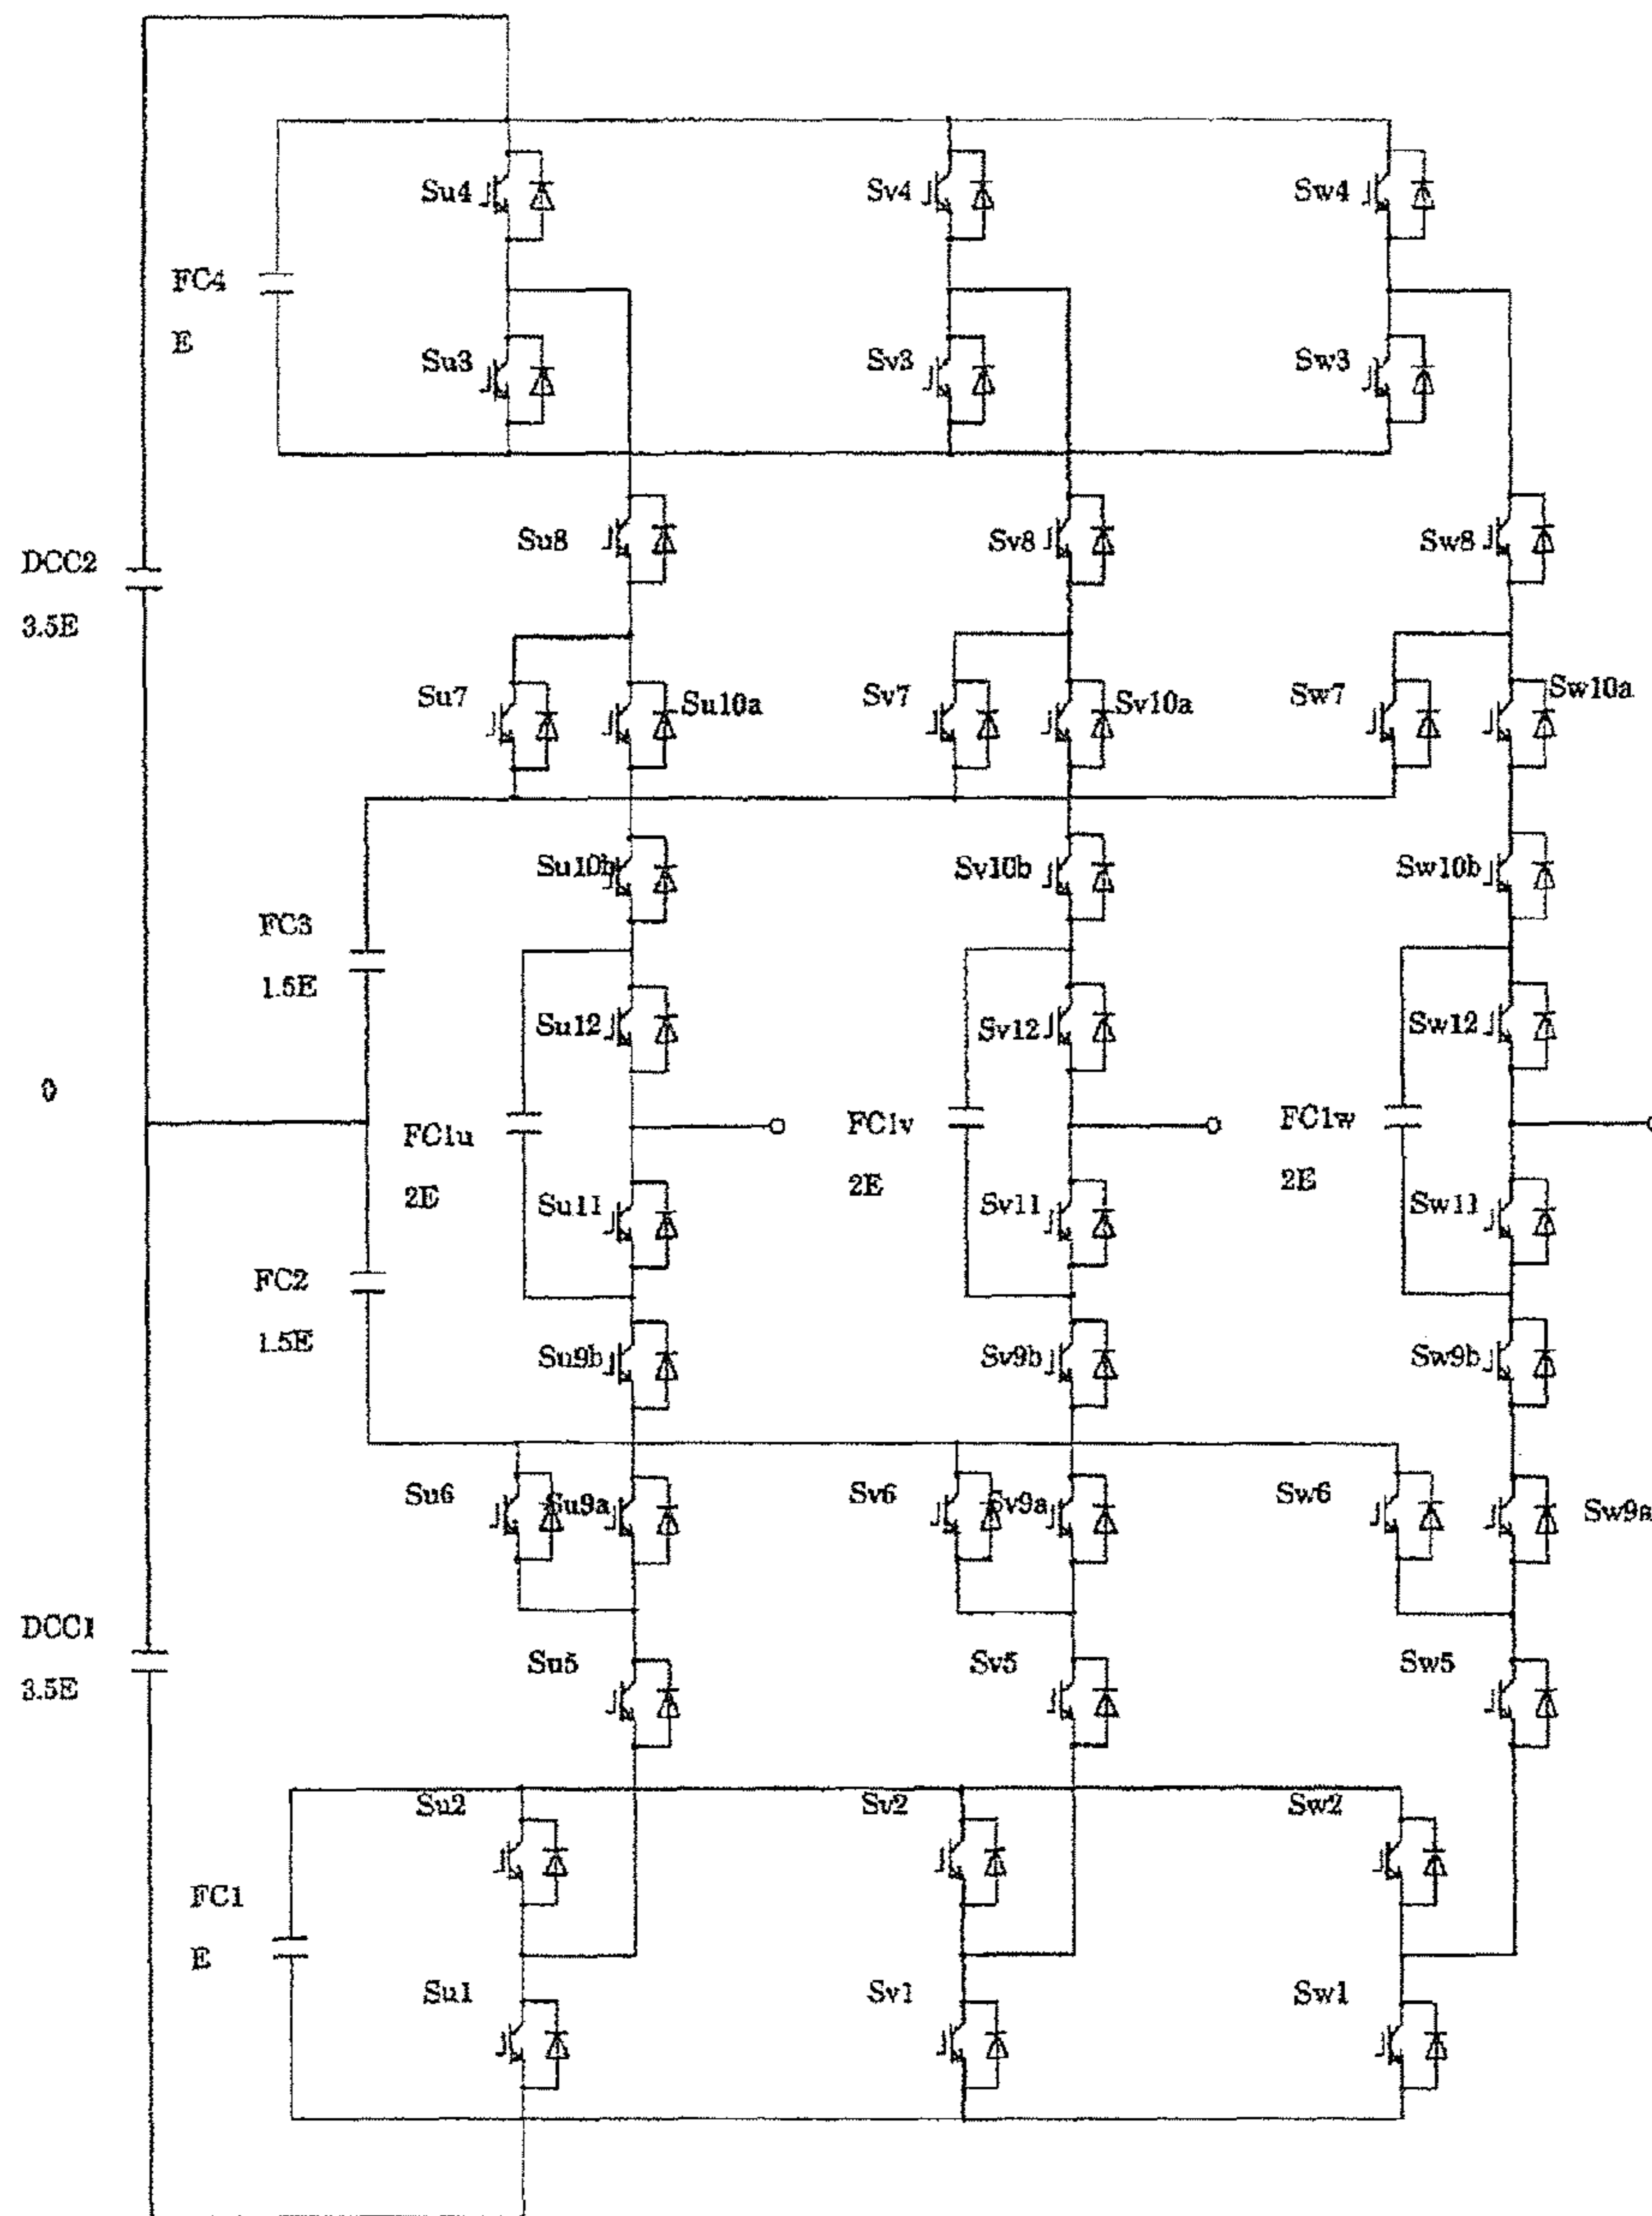 Su4
Sv4
Sw4
FC4
E
Su3
Sv3
Sw3
Su8
Sv8
Sw8
DCC2
3.5E
Su7
Su10a
Sv7
Sv10a
Sw7
Sw10a
Su10b
Sv10b
Sw10b
FC3
1.5E
Su12
Sv12
Sw12
0
FC1u
2E
FC1v
2E
FC1w
2E
Su11
Sv11
Sw11
FC2
1.5E
Su9b
Sv9b
Sw9b
Su6
Su9a
Sv6
Sv9a
Sw6
Sw9a
DCC1
3.5E
Su5
Sv5
Sw5
Su2
Sv2
Sw2
FC1
E
Su1
Sv1
Sw1